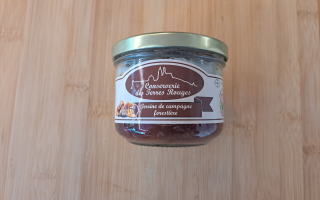 Conserverie
des Terres Rouges
Terrine de campagne
forestière